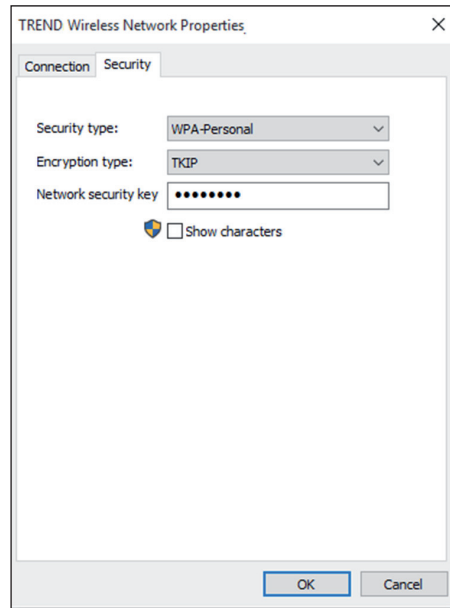 TREND Wireless Network Properties
Connection Security
Security type: WPA-Personal
Encryption type: TKIP
Network security key ••••••••
Show characters
OK Cancel